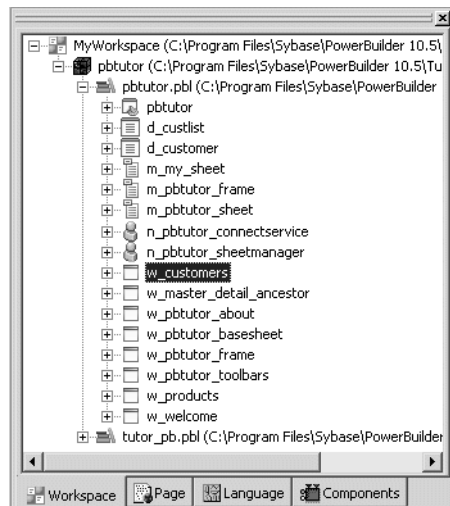 MyWorkspace (C:\Program Files\Sybase\PowerBuilder 10.5\
pbtutor (C:\Program Files\Sybase\PowerBuilder 10.5\Tu
pbtutor.pbl (C:\Program Files\Sybase\PowerBuilder
pbtutor
d_custlist
d_customer
m_my_sheet
m_pbtutor_frame
m_pbtutor_sheet
n_pbtutor_connectservice
n_pbtutor_sheetmanager
w_customers
w_master_detail_ancestor
w_pbtutor_about
w_pbtutor_basesheet
w_pbtutor_frame
w_pbtutor_toolbars
w_products
w_welcome
tutor_pb.pbl (C:\Program Files\Sybase\PowerBuilder
Workspace Page Language Components